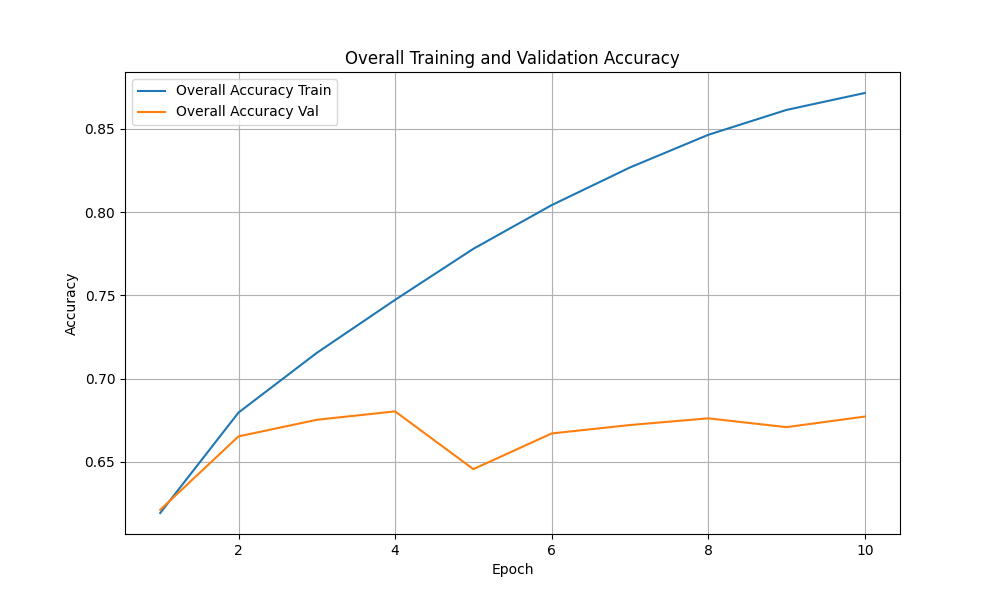 Overall Training and Validation Accuracy
Overall Accuracy Train
Overall Accuracy Val
0.85
0.80
0.75
0.70
0.65
Accuracy
2 4 6 8 10
Epoch